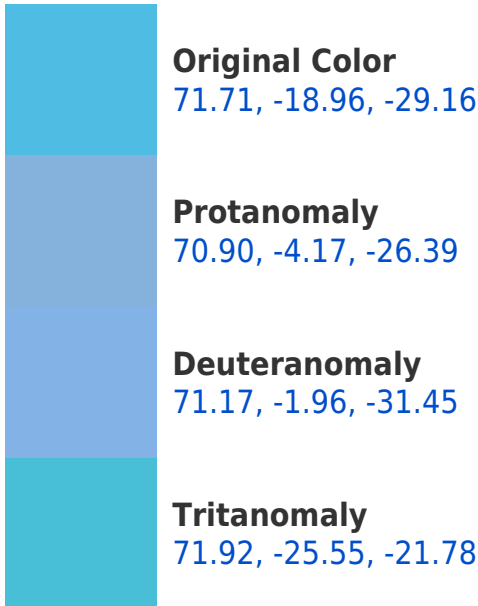 Original Color
71.71, -18.96, -29.16
Protanomaly
70.90, -4.17, -26.39
Deuteranomaly
71.17, -1.96, -31.45
Tritanomaly
71.92, -25.55, -21.78